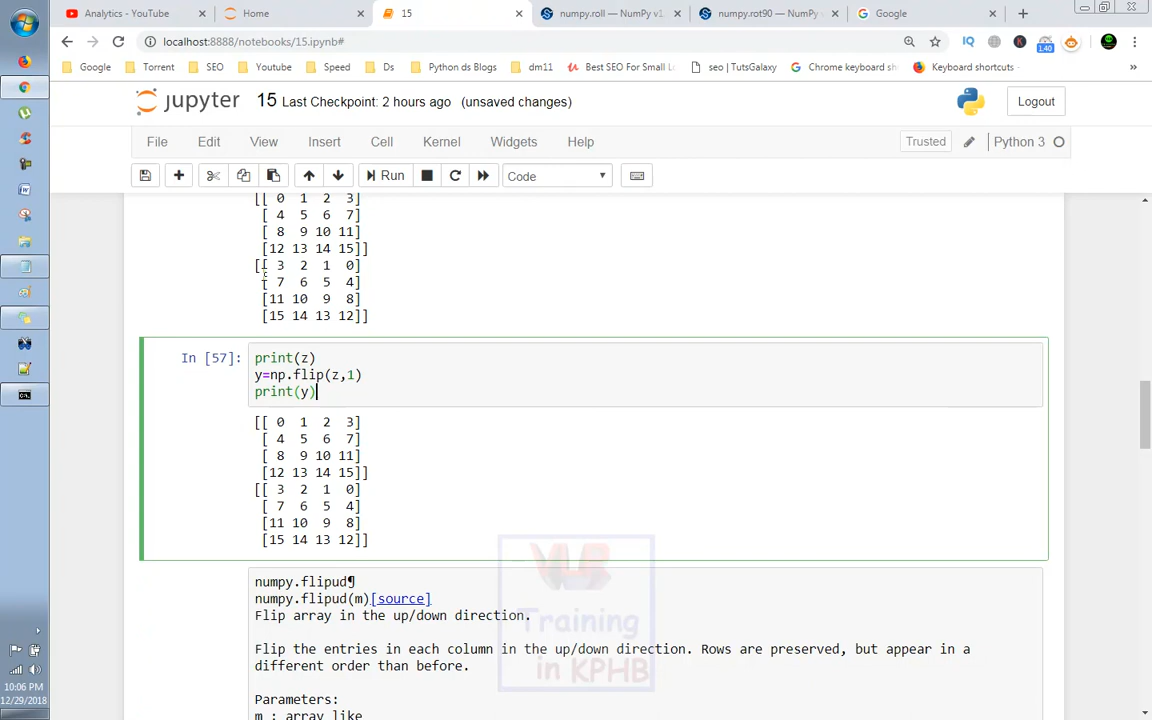 Analytics - YouTube
Home
15
numpy.roll — NumPy v1.
numpy.rot90 — NumPy v
Google
localhost:8888/notebooks/15.ipynb#
IQ
K
1.40
Google
Torrent
SEO
Youtube
Speed
Ds
Python ds Blogs
dm11
Best SEO For Small L
seo | TutsGalaxy
Chrome keyboard sh
Keyboard shortcuts -
»
jupyter 15 Last Checkpoint: 2 hours ago (unsaved changes)
Logout
File Edit View Insert Cell Kernel Widgets Help
Trusted
Python 3
Run
Code
[[ 0 1 2 3]
[ 4 5 6 7]
[ 8 9 10 11]
[12 13 14 15]]
[[ 3 2 1 0]
[ 7 6 5 4]
[11 10 9 8]
[15 14 13 12]]
In [57]:
print(z)
y=np.flip(z,1)
print(y)
[[ 0 1 2 3]
[ 4 5 6 7]
[ 8 9 10 11]
[12 13 14 15]]
[[ 3 2 1 0]
[ 7 6 5 4]
[11 10 9 8]
[15 14 13 12]]
numpy.flipud¶
numpy.flipud(m)[source]
Flip array in the up/down direction.
Flip the entries in each column in the up/down direction. Rows are preserved, but appear in a
different order than before.
Parameters:
m : array_like
VLR
Training
in KPHB
10:06 PM
12/29/2018